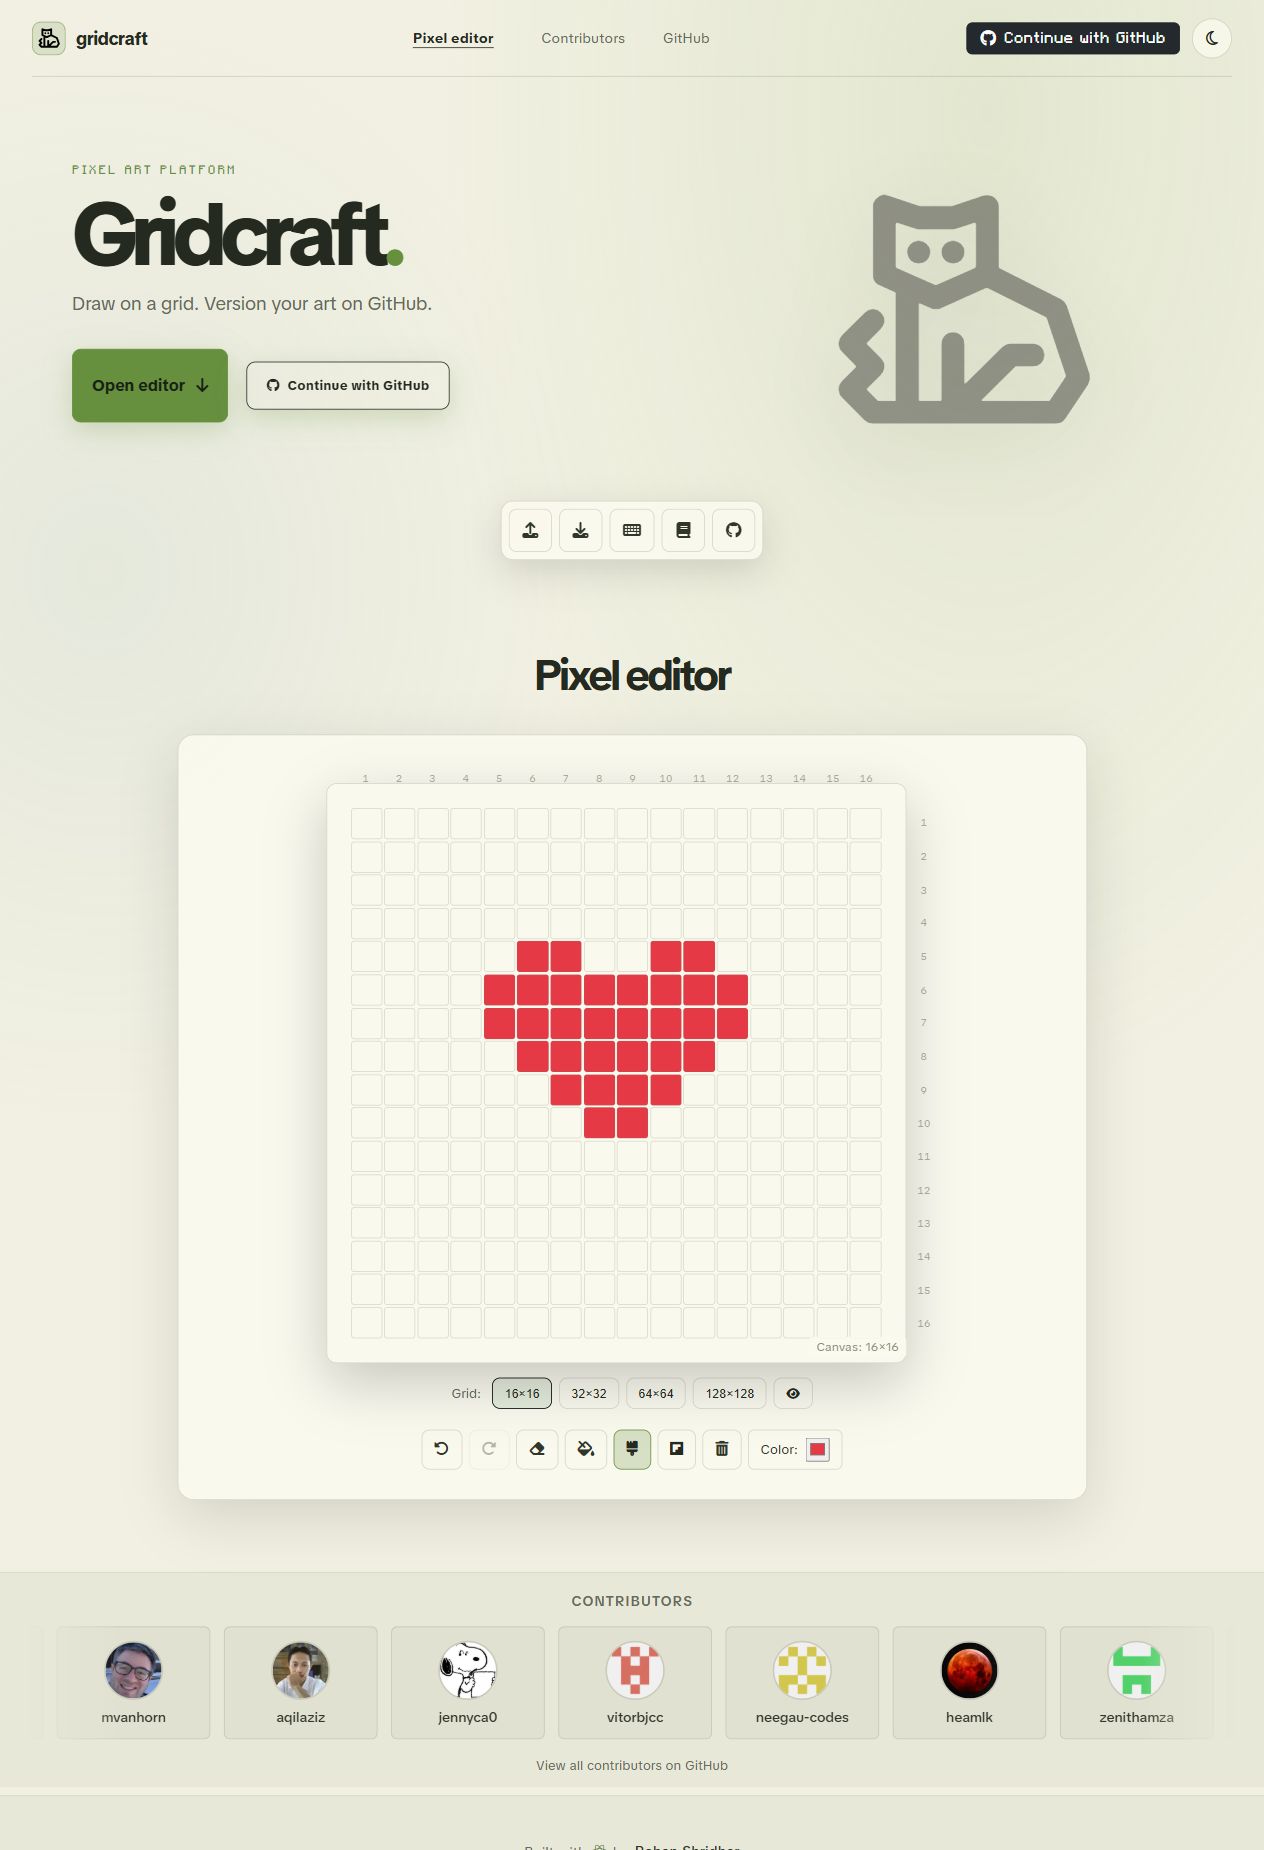 gridcraft
Pixel editor
Contributors
GitHub
Continue with GitHub
PIXEL ART PLATFORM
Gridcraft.
Draw on a grid. Version your art on GitHub.
Open editor ↓
Continue with GitHub
Pixel editor
1 2 3 4 5 6 7 8 9 10 11 12 13 14 15 16
1
2
3
4
5
6
7
8
9
10
11
12
13
14
15
16
Canvas: 16×16
Grid: 16×16 32×32 64×64 128×128
Color:
CONTRIBUTORS
mvanhorn
aqilaziz
jennyca0
vitorbjcc
neegau-codes
heamlk
zenithamza
View all contributors on GitHub